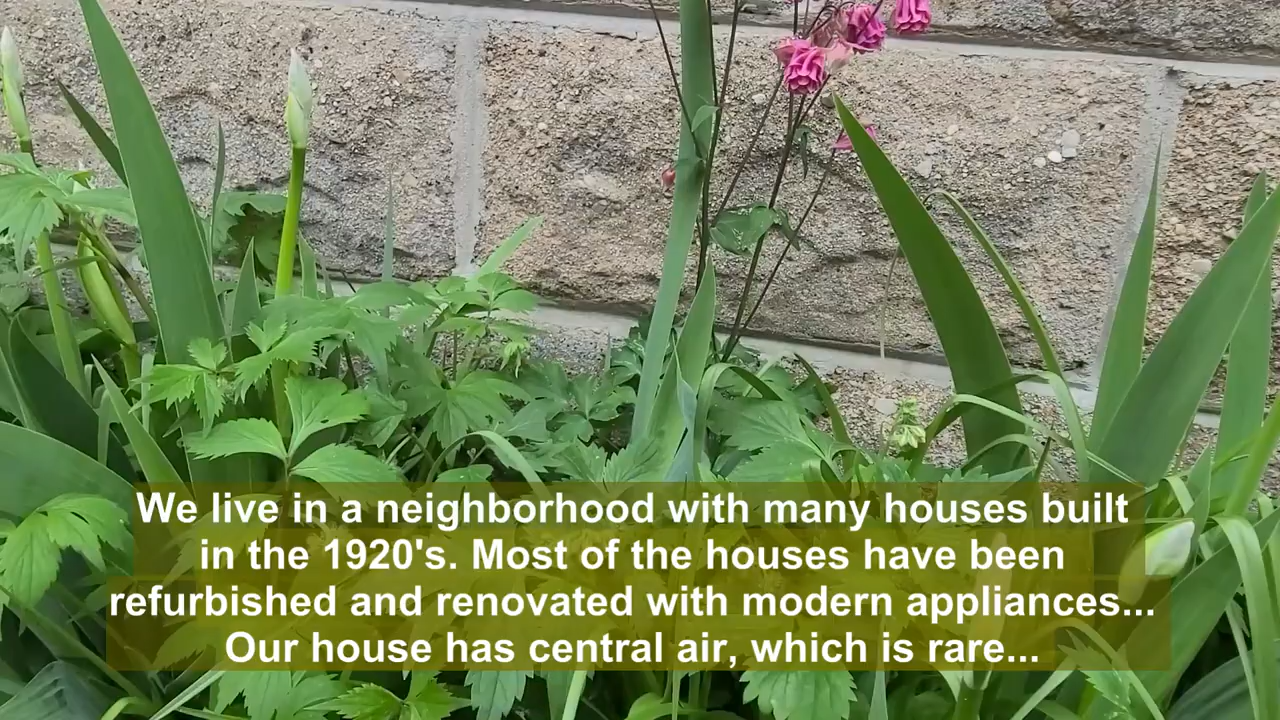 We live in a neighborhood with many houses built
in the 1920's. Most of the houses have been
refurbished and renovated with modern appliances...
Our house has central air, which is rare...